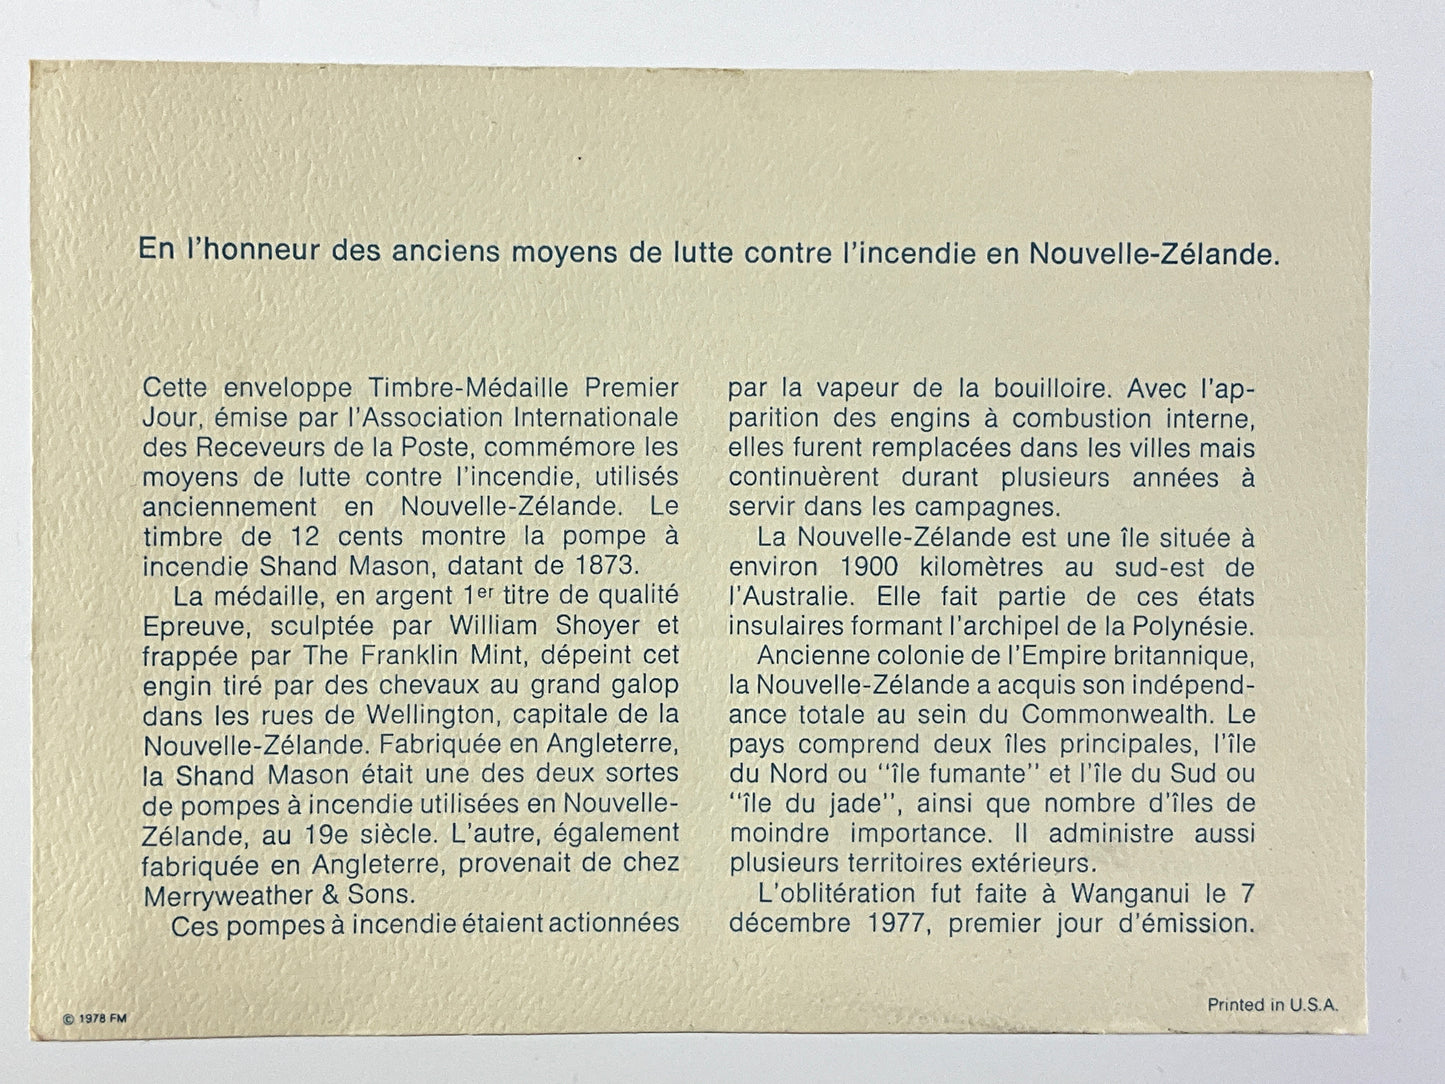 En l'honneur des anciens moyens de lutte contre l'incendie en Nouvelle-Zélande.
Cette enveloppe Timbre-Médaille Premier
Jour, émise par l'Association Internationale
des Receveurs de la Poste, commémore les
moyens de lutte contre l'incendie, utilisés
anciennement en Nouvelle-Zélande. Le
timbre de 12 cents montre la pompe à
incendie Shand Mason, datant de 1873.
La médaille, en argent 1er titre de qualité
Epreuve, sculptée par William Shoyer et
frappée par The Franklin Mint, dépeint cet
engin tiré par des chevaux au grand galop
dans les rues de Wellington, capitale de la
Nouvelle-Zélande. Fabriquée en Angleterre,
la Shand Mason était une des deux sortes
de pompes à incendie utilisées en Nouvelle-
Zélande, au 19e siècle. L'autre, également
fabriquée en Angleterre, provenait de chez
Merryweather & Sons.
Ces pompes à incendie étaient actionnées
par la vapeur de la bouilloire. Avec l'ap-
parition des engins à combustion interne,
elles furent remplacées dans les villes mais
continuèrent durant plusieurs années à
servir dans les campagnes.
La Nouvelle-Zélande est une île située à
environ 1900 kilomètres au sud-est de
l'Australie. Elle fait partie de ces états
insulaires formant l'archipel de la Polynésie.
Ancienne colonie de l'Empire britannique,
la Nouvelle-Zélande a acquis son indépend-
ance totale au sein du Commonwealth. Le
pays comprend deux îles principales, l'île
du Nord ou "île fumante" et l'île du Sud ou
"île du jade", ainsi que nombre d'îles de
moindre importance. Il administre aussi
plusieurs territoires extérieurs.
L'oblitération fut faite à Wanganui le 7
décembre 1977, premier jour d'émission.
© 1978 FM
Printed in U.S.A.